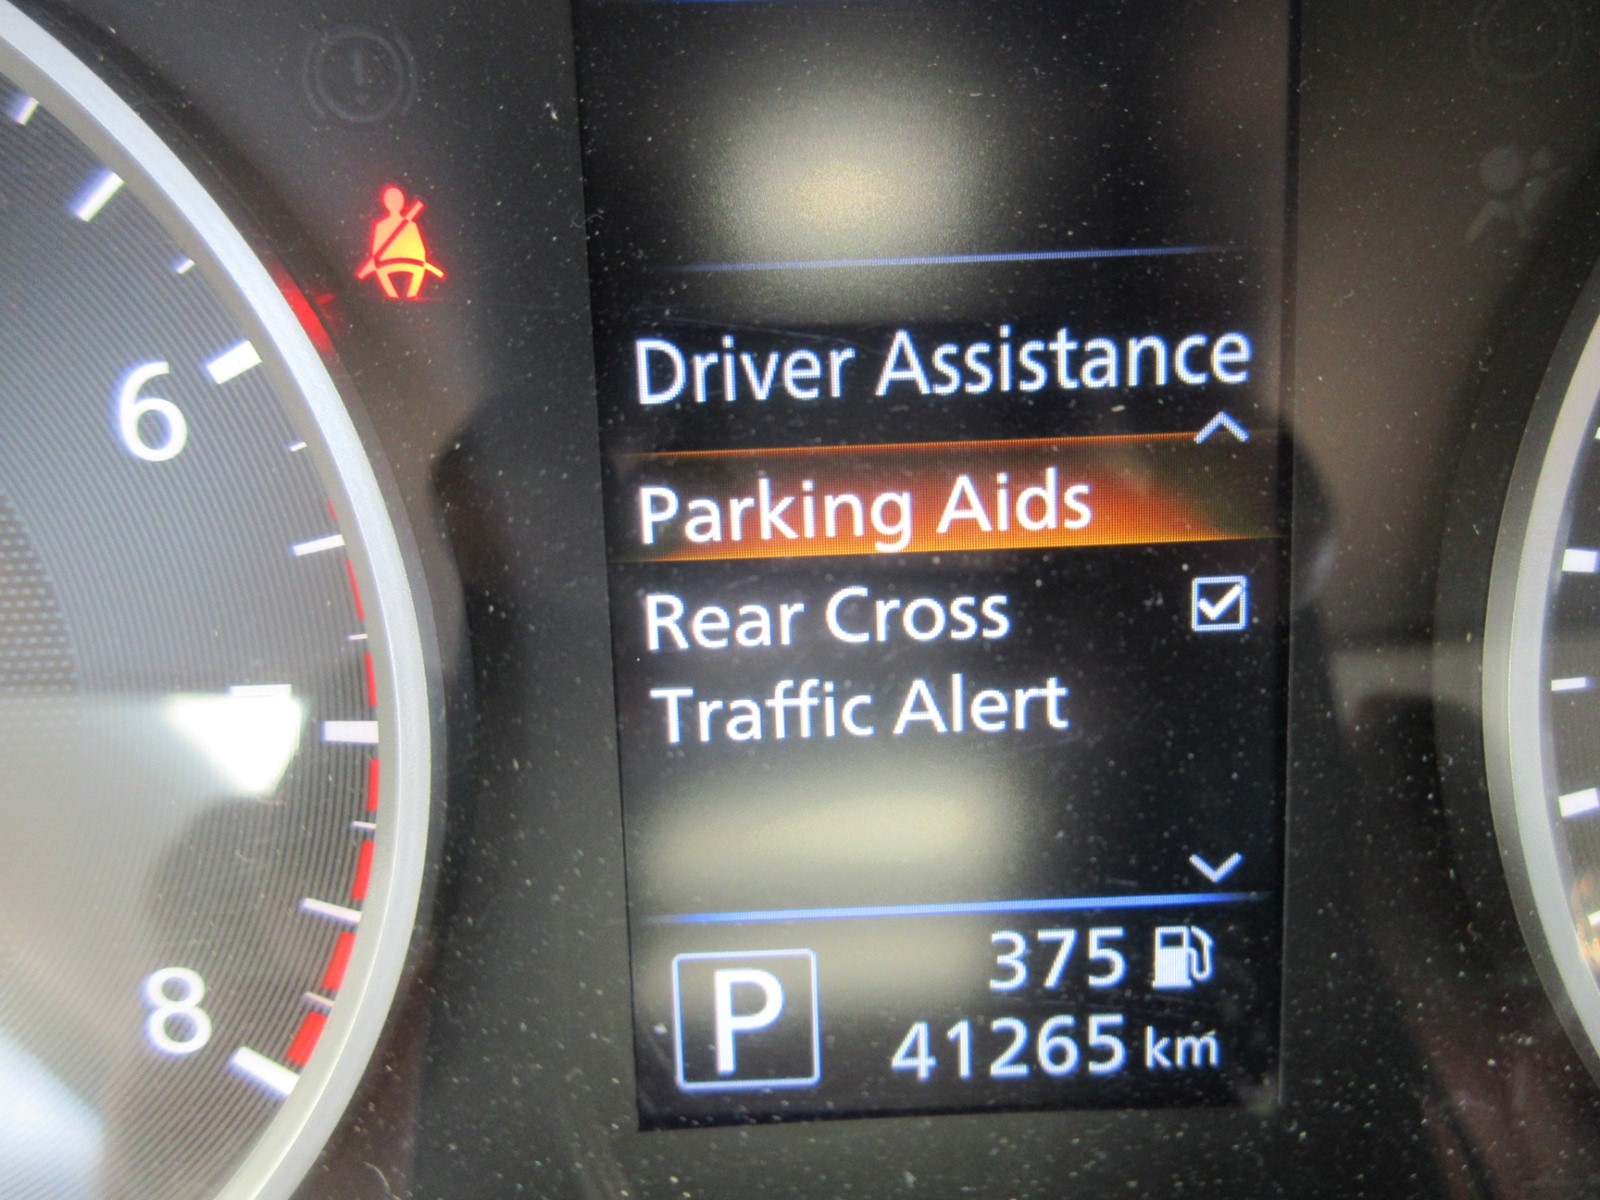 Driver Assistance
Parking Aids
Rear Cross
Traffic Alert
375
P
41265 km
6
8